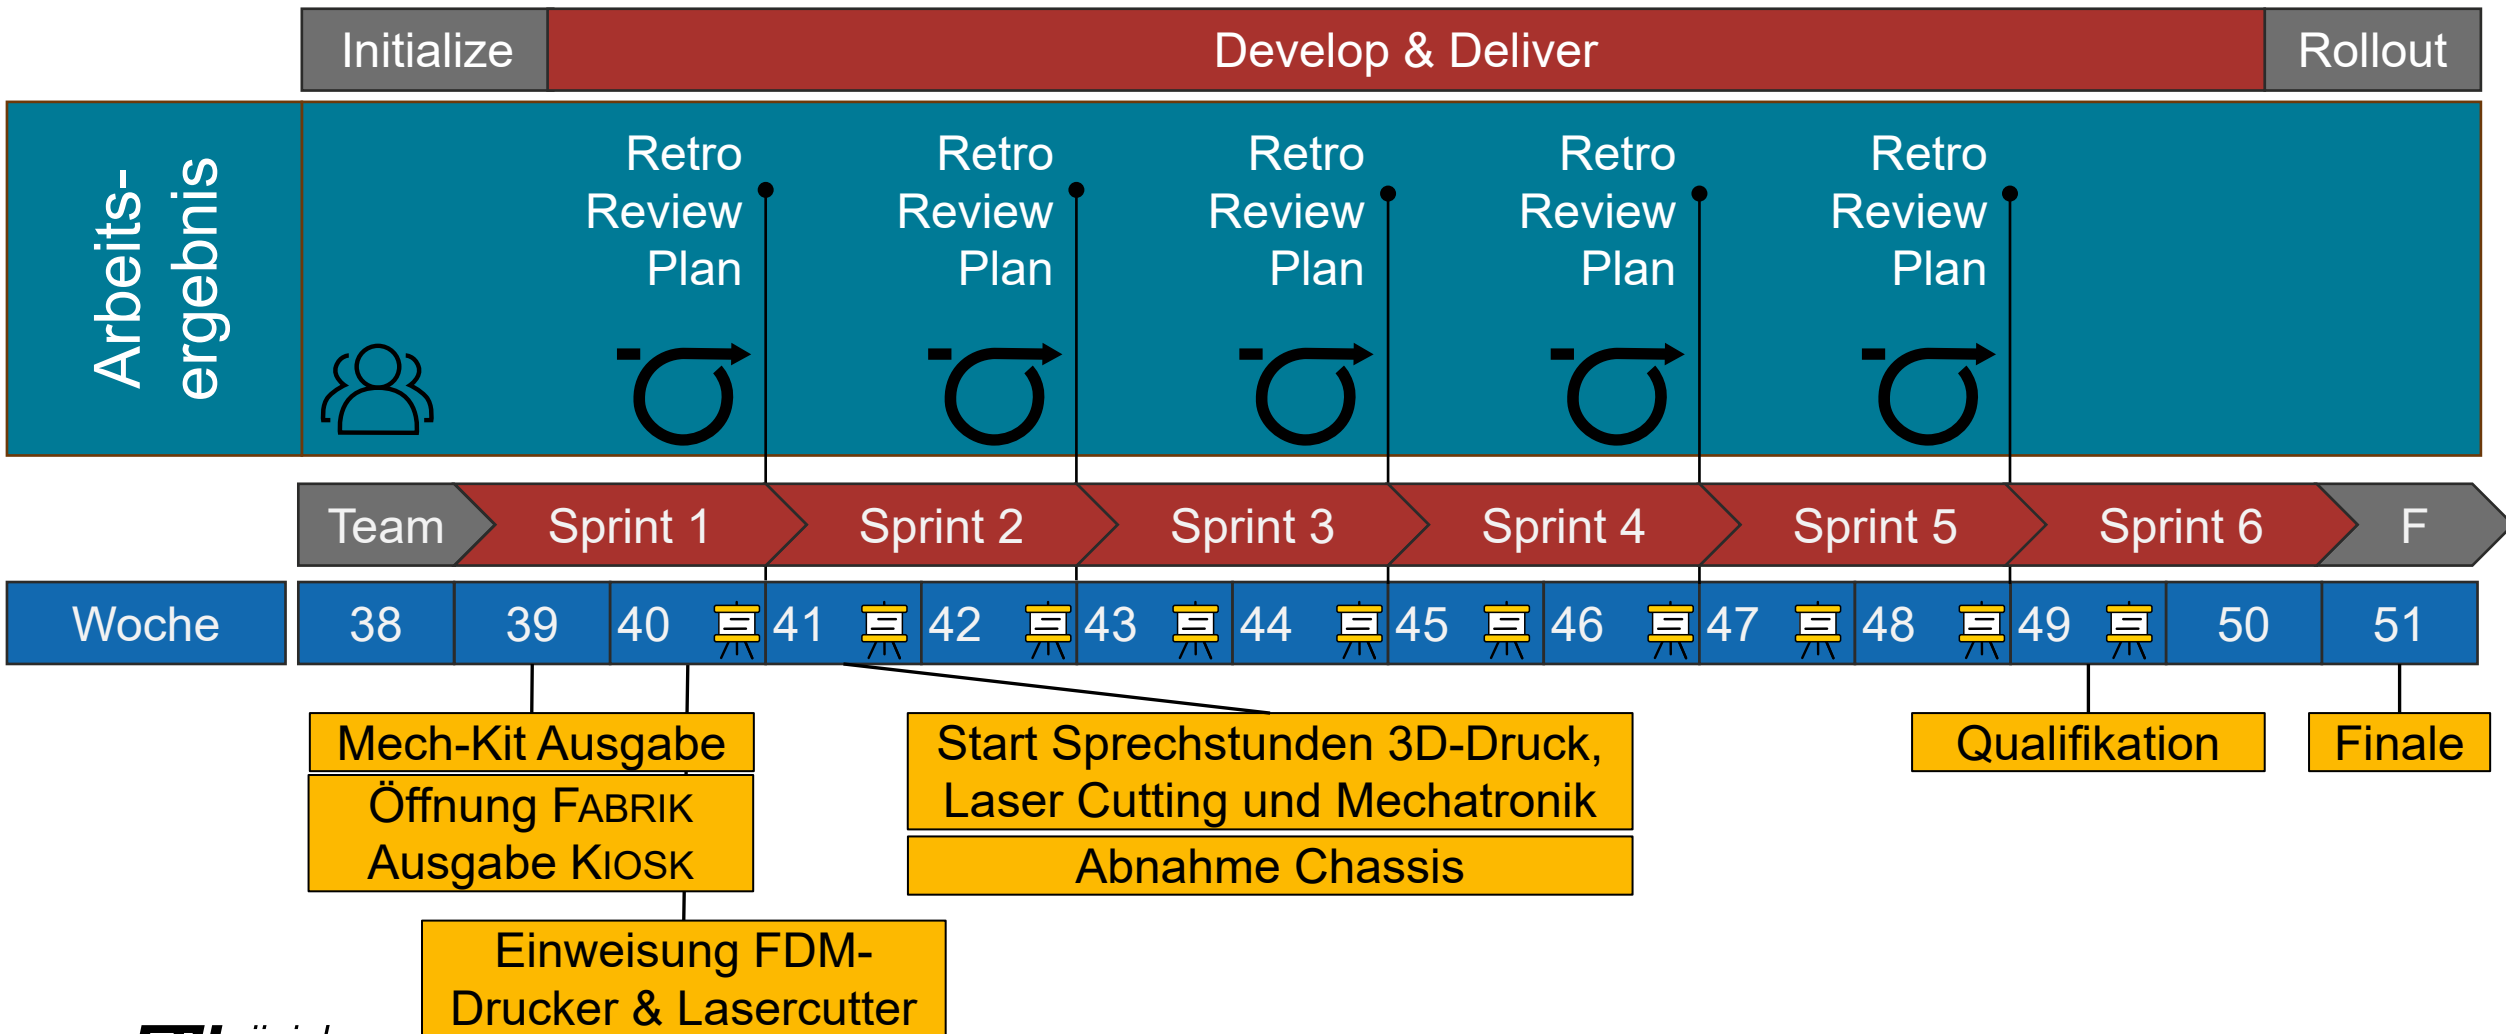 Initialize
Develop & Deliver
Rollout
Arbeits-
ergebnis
Retro
Review
Plan
Retro
Review
Plan
Retro
Review
Plan
Retro
Review
Plan
Retro
Review
Plan
Team
Sprint 1
Sprint 2
Sprint 3
Sprint 4
Sprint 5
Sprint 6
F
Woche
38
39
40
41
42
43
44
45
46
47
48
49
50
51
Mech-Kit Ausgabe
Öffnung FABRIK
Ausgabe KIOSK
Einweisung FDM-
Drucker & Lasercutter
Start Sprechstunden 3D-Druck,
Laser Cutting und Mechatronik
Abnahme Chassis
Qualifikation
Finale